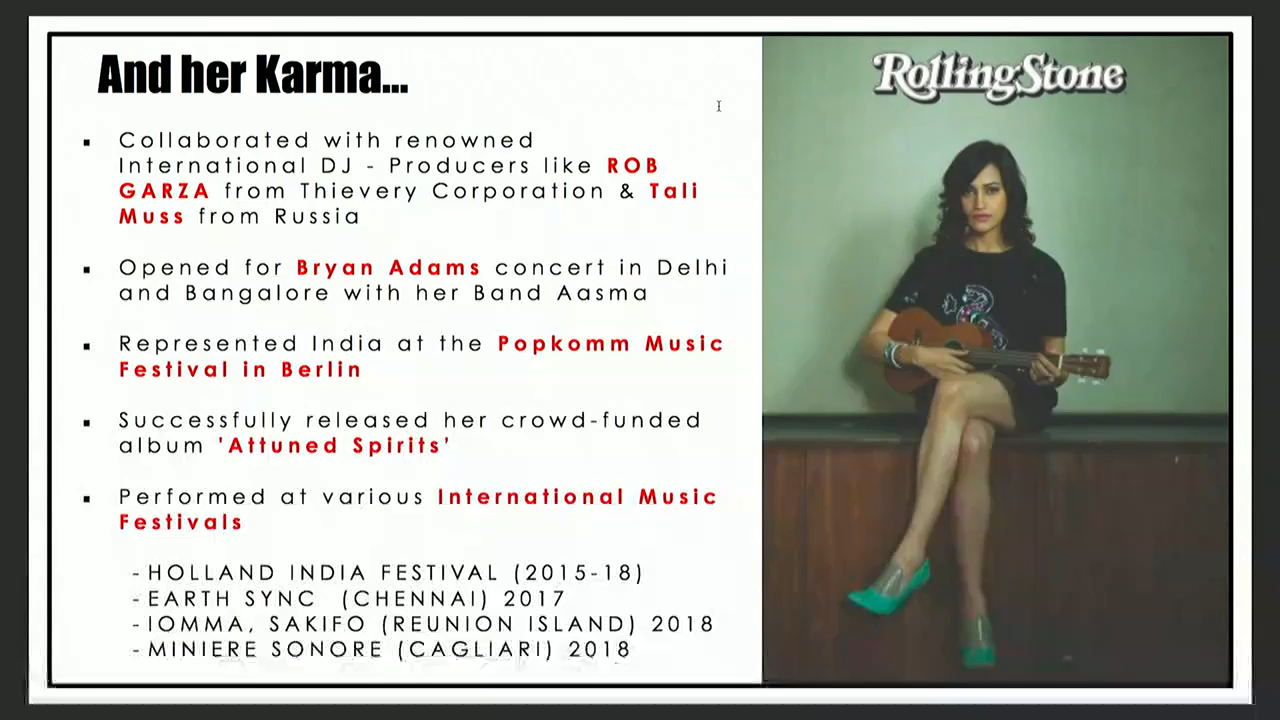 And her Karma...
RollingStone
▪ Collaborated with renowned
International DJ - Producers like ROB
GARZA from Thievery Corporation & Tali
Muss from Russia
▪ Opened for Bryan Adams concert in Delhi
and Bangalore with her Band Aasma
▪ Represented India at the Popkomm Music
Festival in Berlin
▪ Successfully released her crowd-funded
album 'Attuned Spirits'
▪ Performed at various International Music
Festivals
- HOLLAND INDIA FESTIVAL (2015-18)
- EARTH SYNC (CHENNAI) 2017
- IOMMA, SAKIFO (REUNION ISLAND) 2018
- MINIERE SONORE (CAGLIARI) 2018